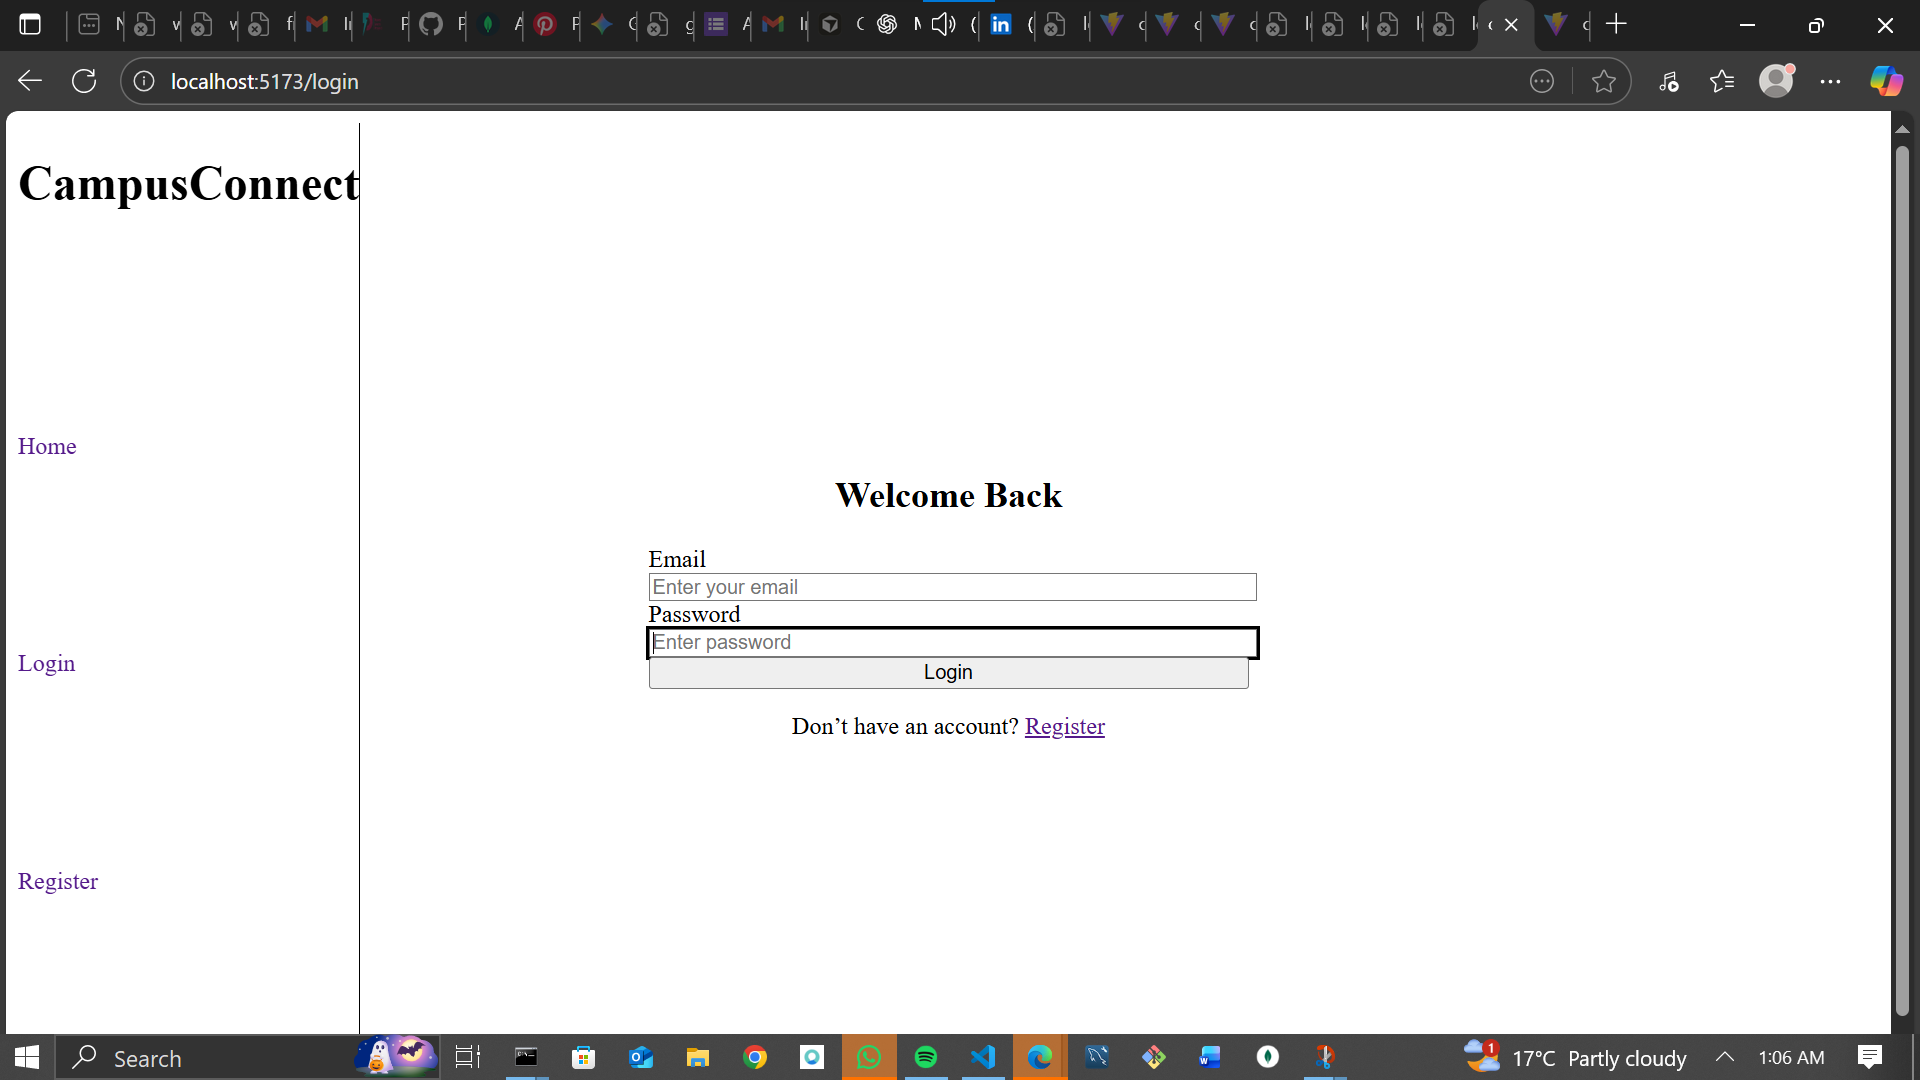 localhost:5173/login
CampusConnect
Home
Login
Register
Welcome Back
Email
Enter your email
Password
Enter password
Login
Don’t have an account? Register
Search
1
17°C Partly cloudy
1:06 AM